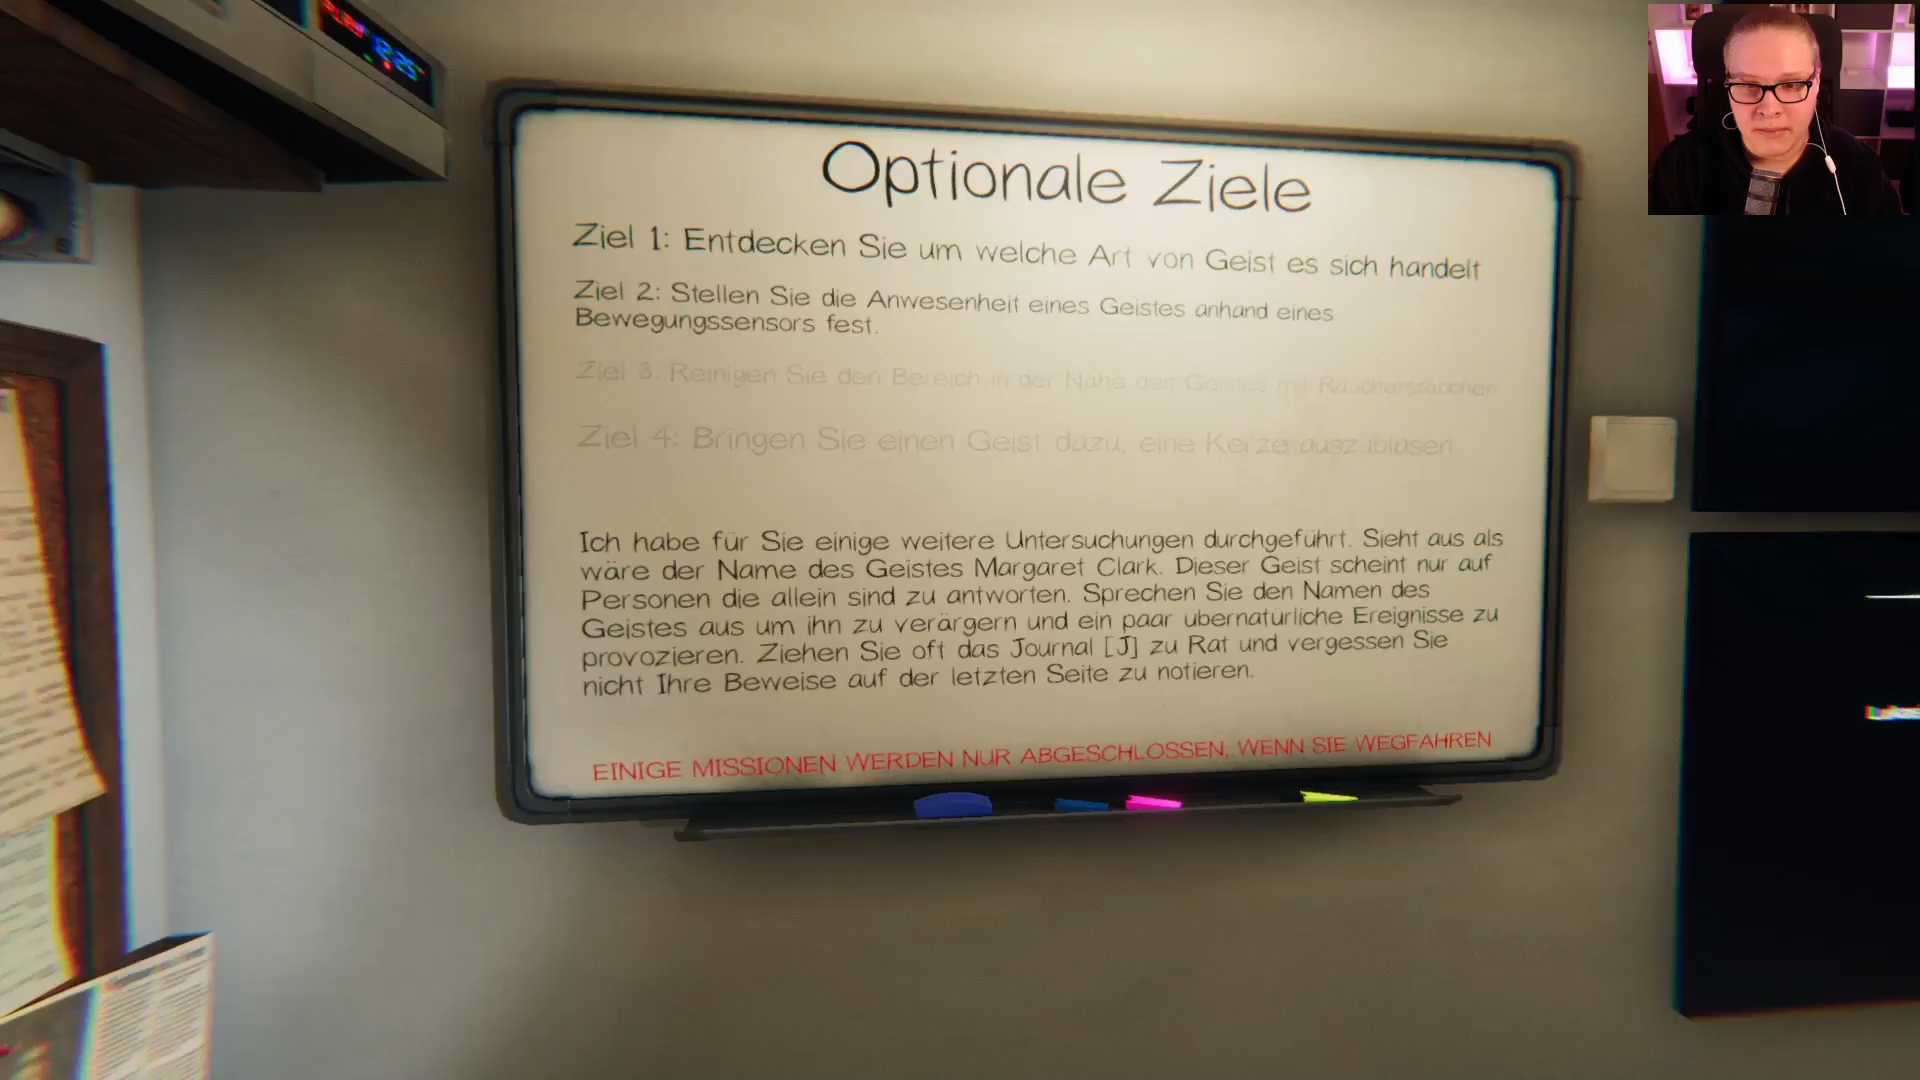 12:25
Optionale Ziele
Ziel 1: Entdecken Sie um welche Art von Geist es sich handelt
Ziel 2: Stellen Sie die Anwesenheit eines Geistes anhand eines
Bewegungssensors fest.
Ziel 3: Reinigen Sie den Bereich in der Nähe des Geistes mit Räucherstäbchen
Ziel 4: Bringen Sie einen Geist dazu, eine Kerze auszublasen
Ich habe für Sie einige weitere Untersuchungen durchgeführt. Sieht aus als
wäre der Name des Geistes Margaret Clark. Dieser Geist scheint nur auf
Personen die allein sind zu antworten. Sprechen Sie den Namen des
Geistes aus um ihn zu verärgern und ein paar übernatürliche Ereignisse zu
provozieren. Ziehen Sie oft das Journal [J] zu Rat und vergessen Sie
nicht Ihre Beweise auf der letzten Seite zu notieren.
EINIGE MISSIONEN WERDEN NUR ABGESCHLOSSEN, WENN SIE WEGFAHREN